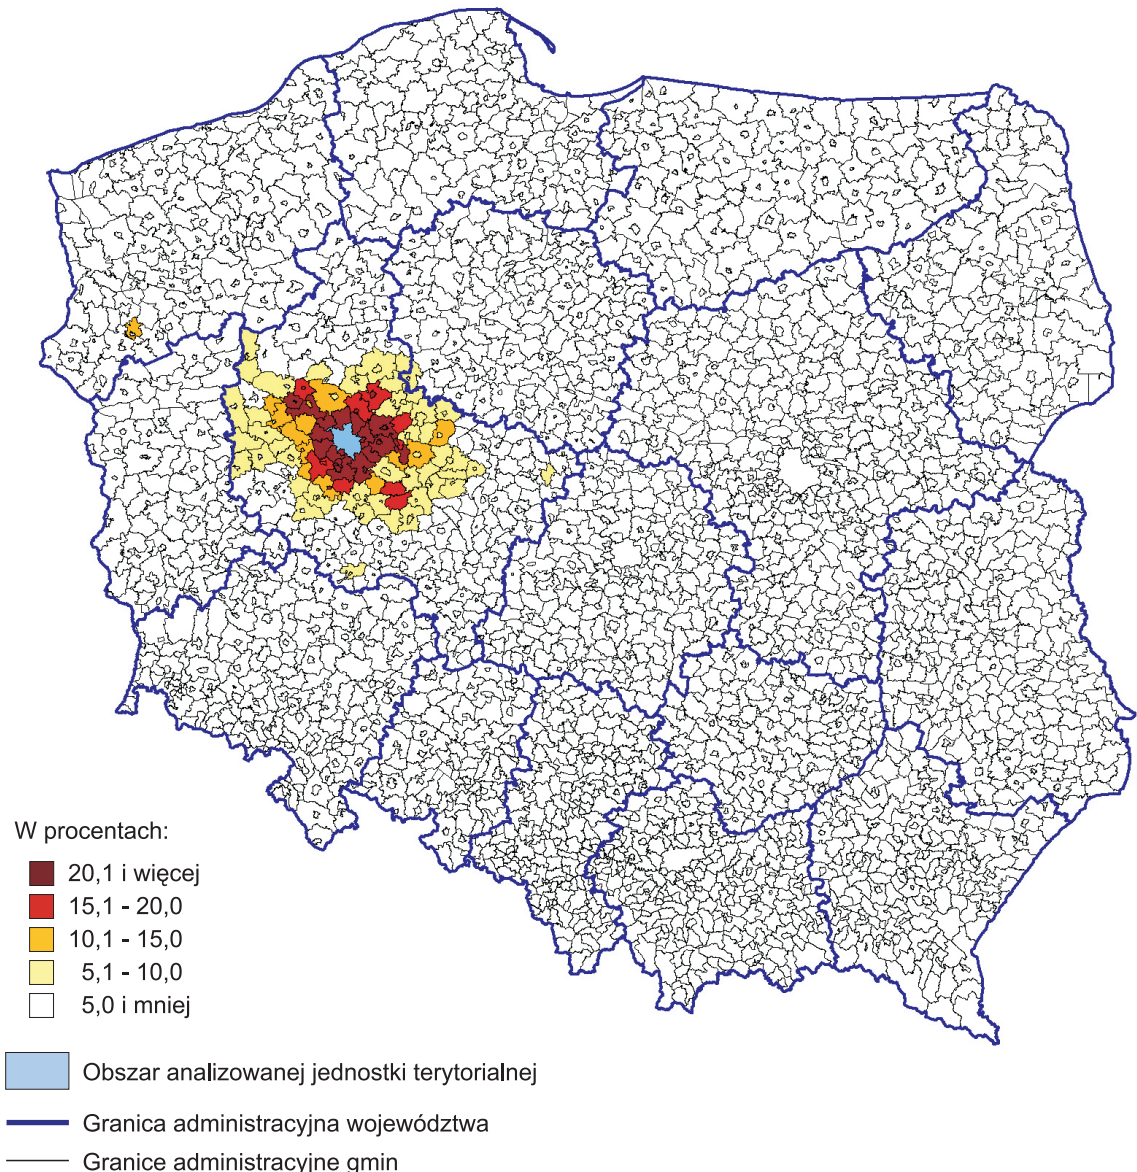 W procentach:
20,1 i więcej
15,1 - 20,0
10,1 - 15,0
5,1 - 10,0
5,0 i mniej
Obszar analizowanej jednostki terytorialnej
Granica administracyjna województwa
Granice administracyjne gmin